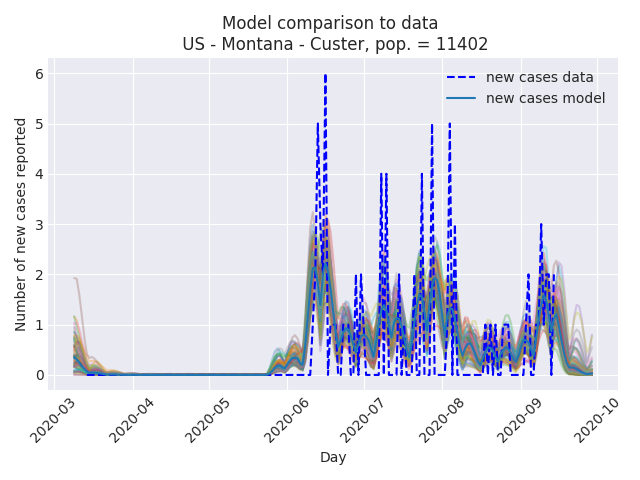 Model comparison to data
US - Montana - Custer, pop. = 11402
new cases data
new cases model
Number of new cases reported
6
5
4
3
2
1
0
2020-03
2020-04
2020-05
2020-06
2020-07
2020-08
2020-09
2020-10
Day